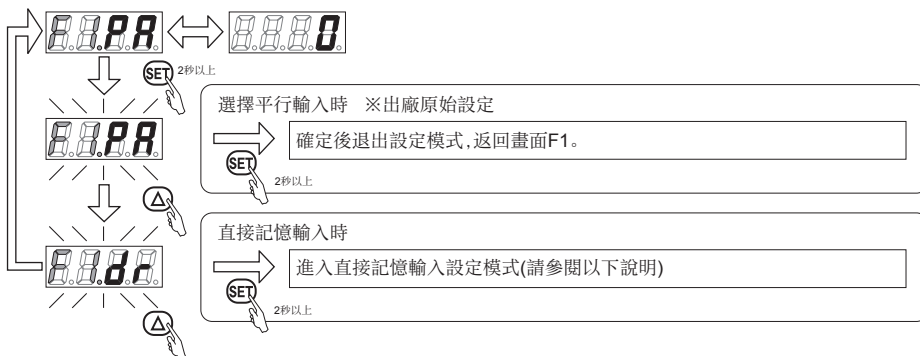 F1.PA 0
SET 2秒以上
選擇平行輸入時 ※出廠原始設定
F1.PA
確定後退出設定模式,返回畫面F1。
SET
2秒以上
直接記憶輸入時
F1.dr
進入直接記憶輸入設定模式(請參閱以下說明)
SET
2秒以上